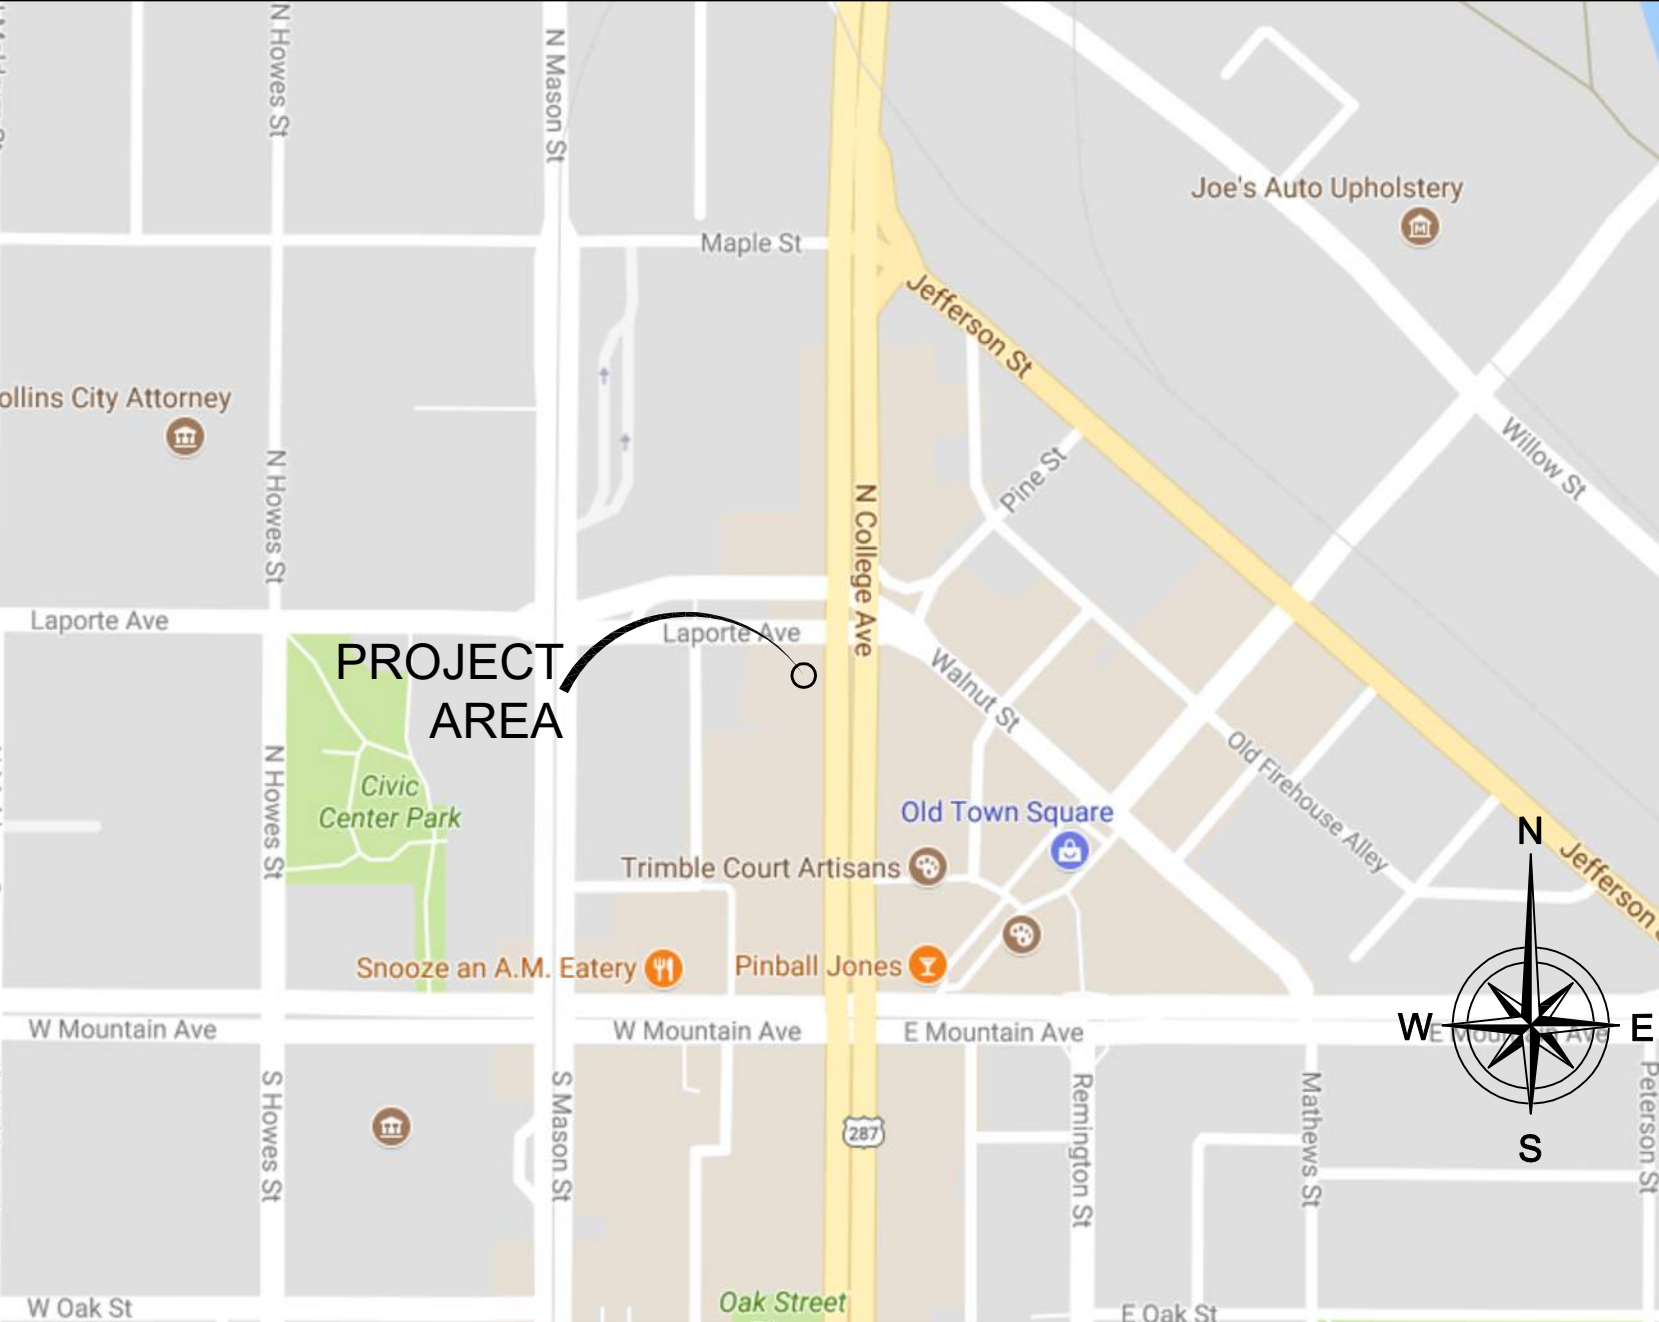 N Howes St
N Mason St
Joe's Auto Upholstery
Maple St
Jefferson St
ollins City Attorney
N Howes St
Pine St
Willow St
N College Ave
Laporte Ave
Laporte Ave
PROJECT
AREA
Walnut St
N Howes St
Civic
Center Park
Old Firehouse Alley
Old Town Square
Trimble Court Artisans
N
Jefferson
Snooze an A.M. Eatery
Pinball Jones
W Mountain Ave
W Mountain Ave
E Mountain Ave
W
E Mountain Ave
E
S Howes St
S Mason St
287
Remington St
Mathews St
Peterson St
S
W Oak St
Oak Street
E Oak St